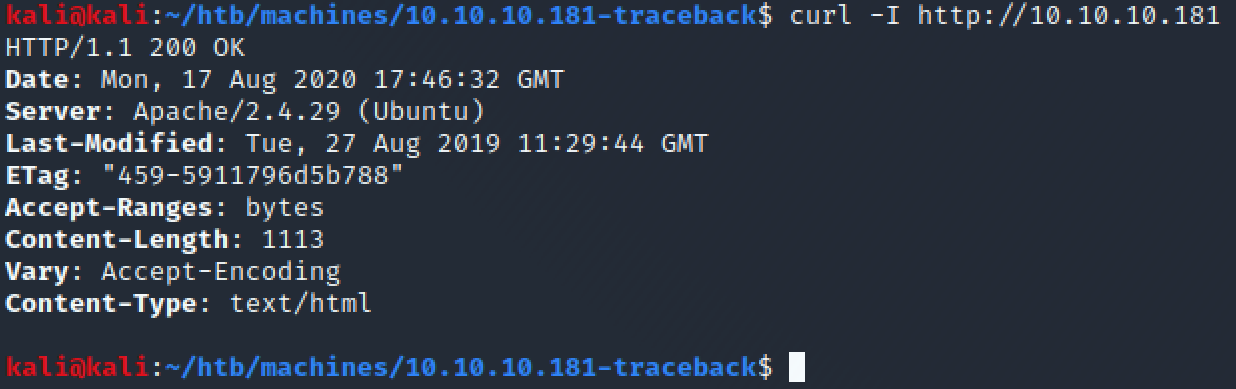 kali@kali:~/htb/machines/10.10.10.181-traceback$ curl -I http://10.10.10.181
HTTP/1.1 200 OK
Date: Mon, 17 Aug 2020 17:46:32 GMT
Server: Apache/2.4.29 (Ubuntu)
Last-Modified: Tue, 27 Aug 2019 11:29:44 GMT
ETag: "459-5911796d5b788"
Accept-Ranges: bytes
Content-Length: 1113
Vary: Accept-Encoding
Content-Type: text/html
kali@kali:~/htb/machines/10.10.10.181-traceback$